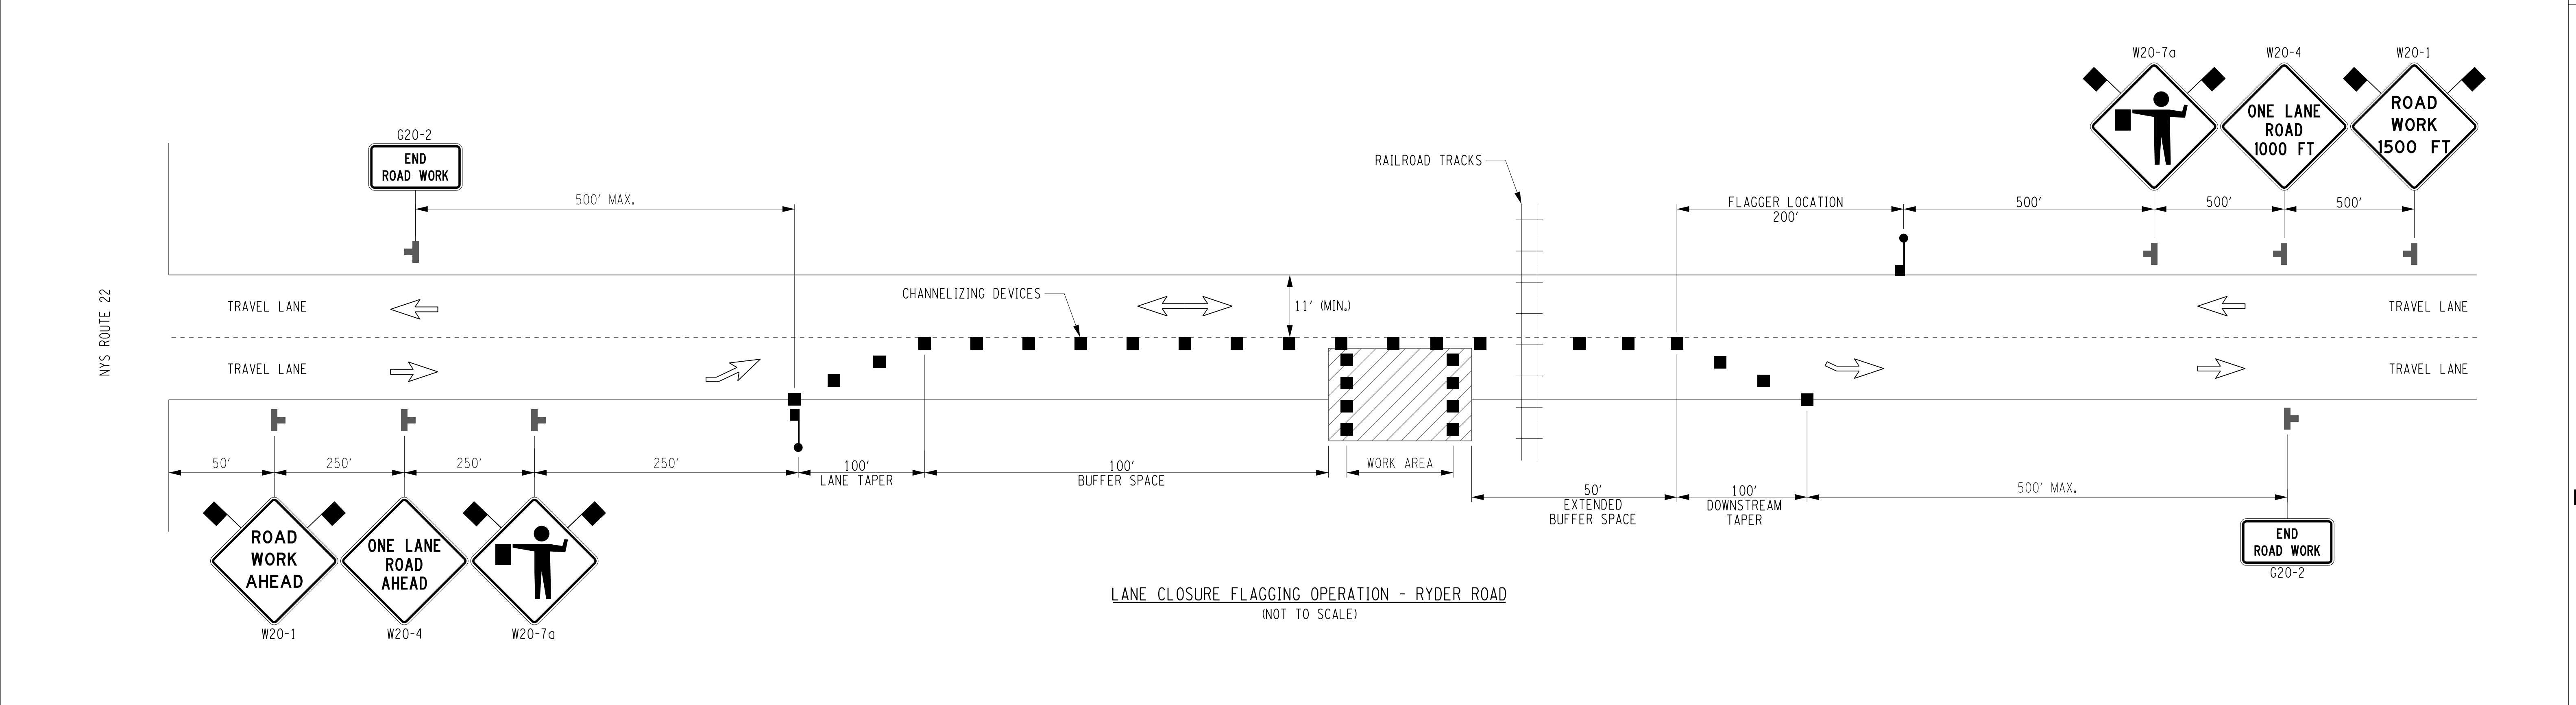 W20-7a
W20-4
W20-1
ONE LANE
ROAD
1000 FT
ROAD
WORK
1500 FT
G20-2
END
ROAD WORK
RAILROAD TRACKS
500' MAX.
FLAGGER LOCATION
200'
500'
500'
500'
CHANNELIZING DEVICES
11' (MIN.)
TRAVEL LANE
TRAVEL LANE
NYS ROUTE 22
TRAVEL LANE
TRAVEL LANE
50'
250'
250'
250'
100'
LANE TAPER
100'
BUFFER SPACE
WORK AREA
50'
EXTENDED
BUFFER SPACE
100'
DOWNSTREAM
TAPER
500' MAX.
ROAD
WORK
AHEAD
ONE LANE
ROAD
AHEAD
END
ROAD WORK
G20-2
W20-1
W20-4
W20-7a
LANE CLOSURE FLAGGING OPERATION - RYDER ROAD
(NOT TO SCALE)